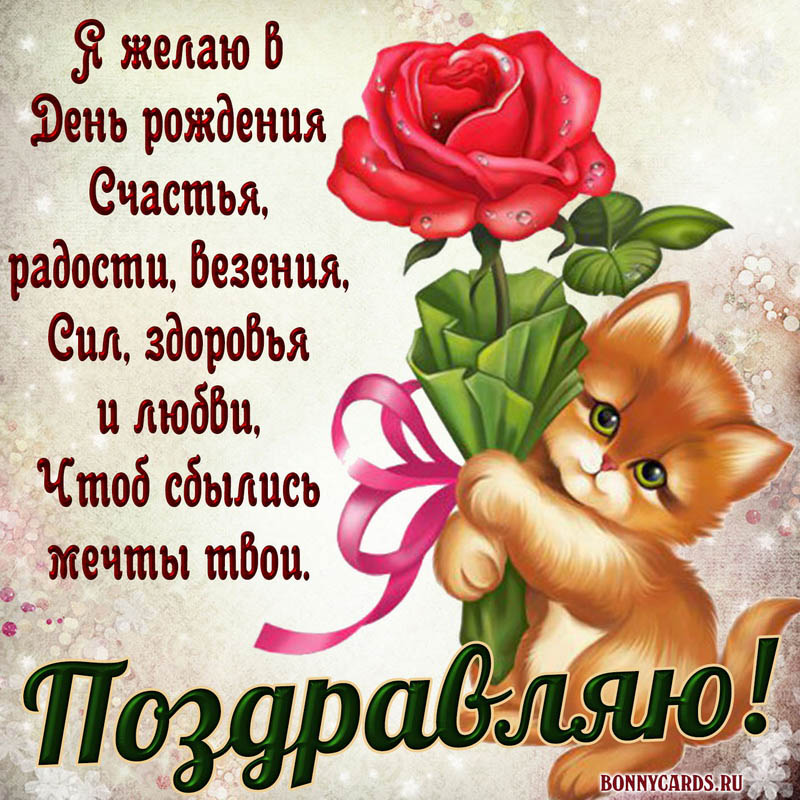 Я желаю в
День рождения
Счастья,
радости, везения,
Сил, здоровья
и любви,
Чтоб сбылись
мечты твои.
Поздравляю!
BONNYCARDS.RU